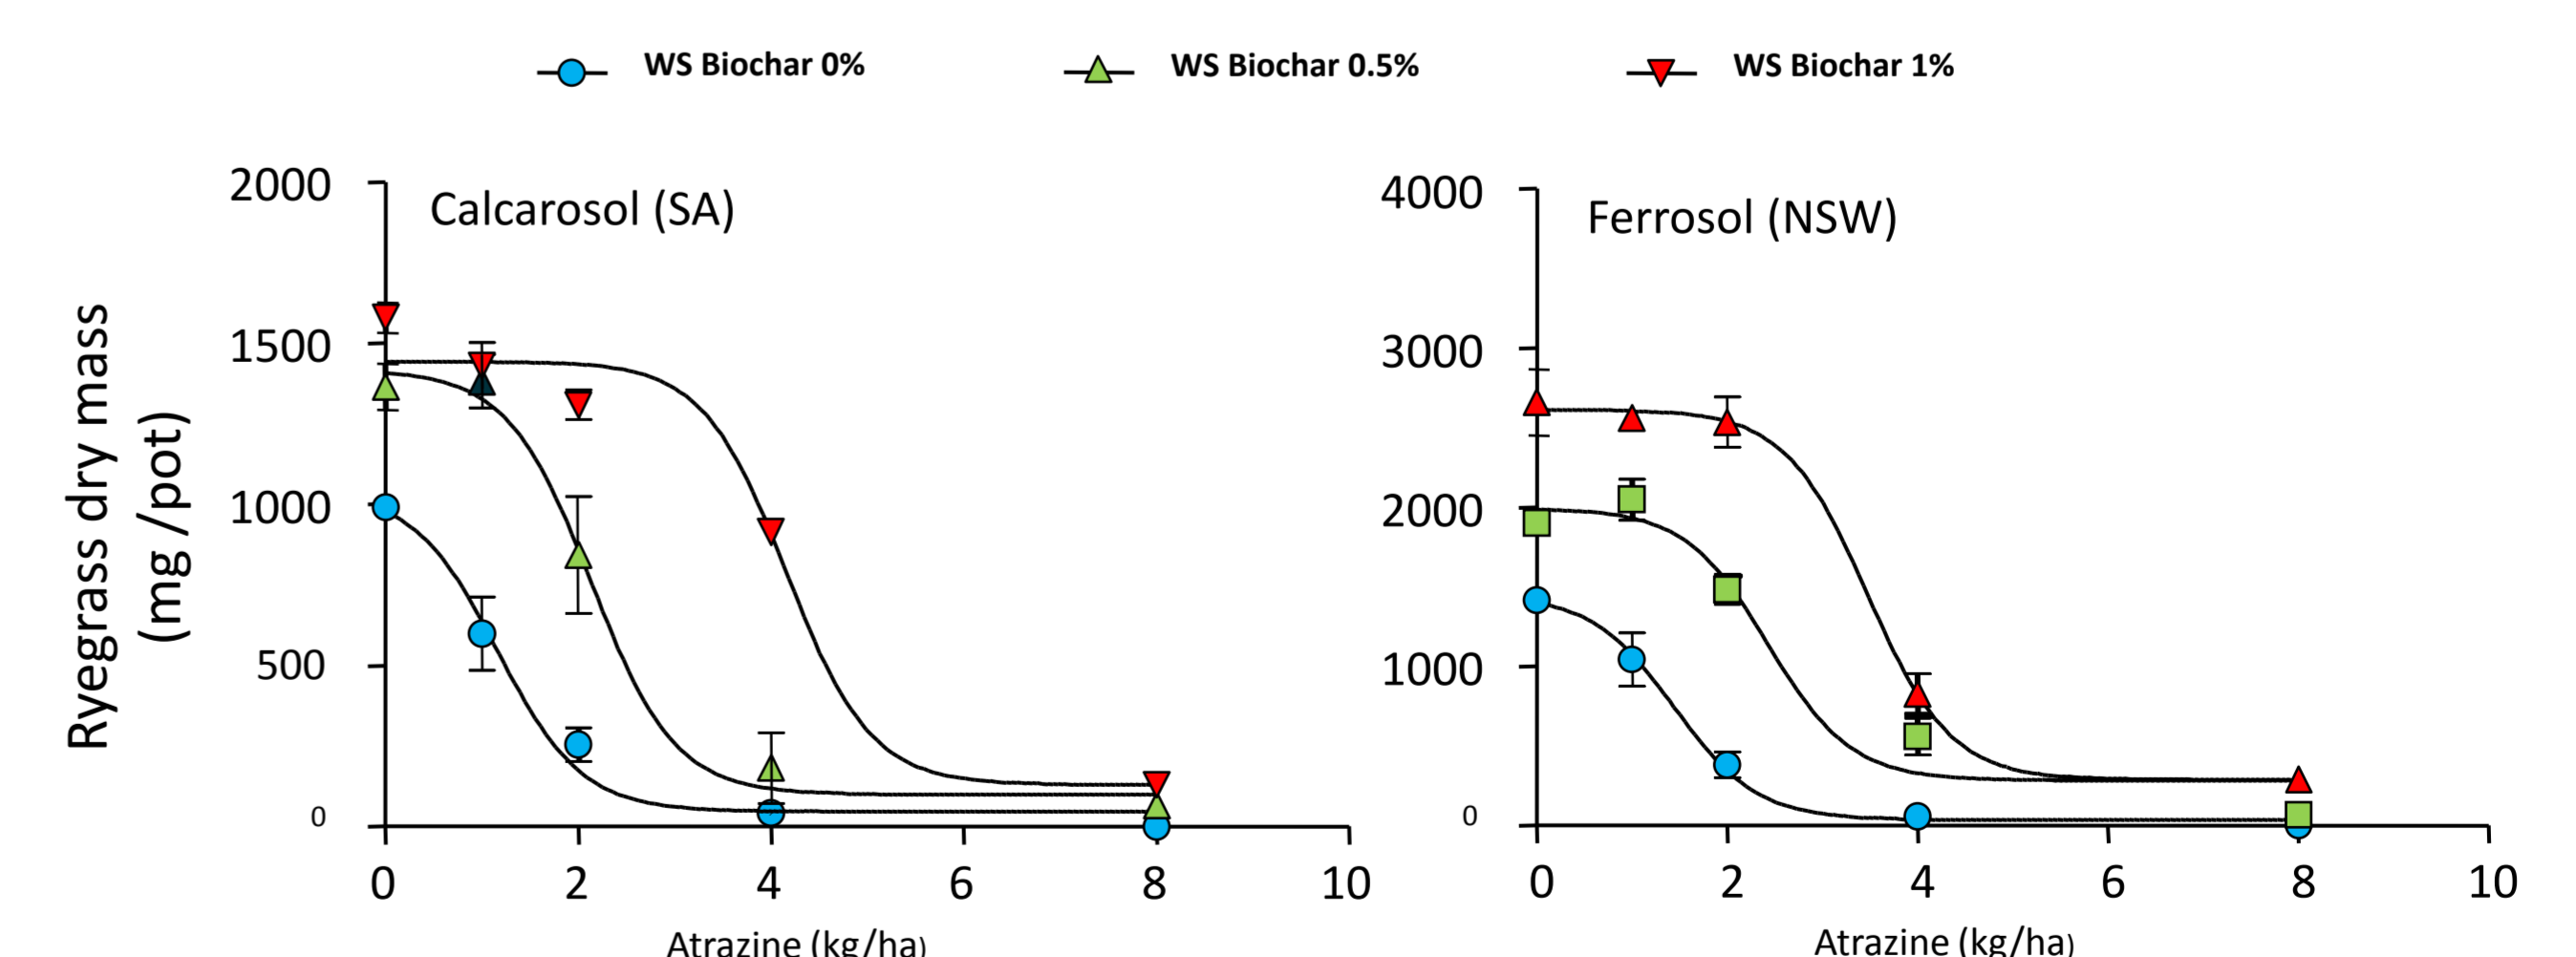 WS Biochar 0% WS Biochar 0.5% WS Biochar 1%
Ryegrass dry mass
(mg /pot)
Calcarosol (SA)
2000
1500
1000
500
0
0 2 4 6 8 10
Atrazine (kg/ha)
Ferrosol (NSW)
4000
3000
2000
1000
0
0 2 4 6 8 10
Atrazine (kg/ha)